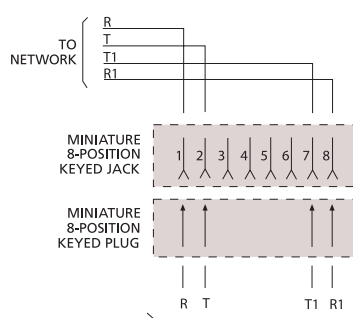 R
T
T1
R1
TO
NETWORK
MINIATURE
8-POSITION
KEYED JACK
1 2 3 4 5 6 7 8
MINIATURE
8-POSITION
KEYED PLUG
R T T1 R1